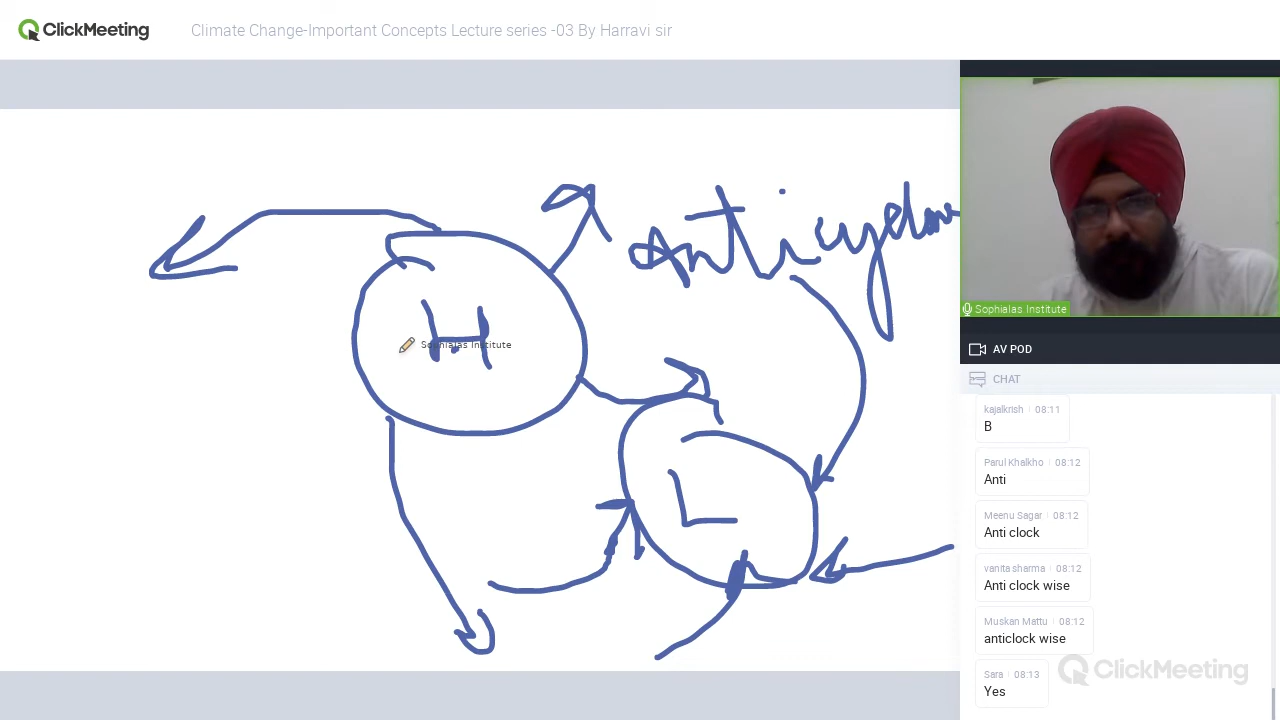 ClickMeeting
Climate Change-Important Concepts Lecture series -03 By Harravi sir
H
Sophialas Institute
L
Sophialas Institute
AV POD
CHAT
kajalkrish 08:11
B
Parul Khalkho 08:12
Anti
Meenu Sagar 08:12
Anti clock
vanita sharma 08:12
Anti clock wise
Muskan Mattu 08:12
anticlock wise
Sara 08:13
Yes
ClickMeeting